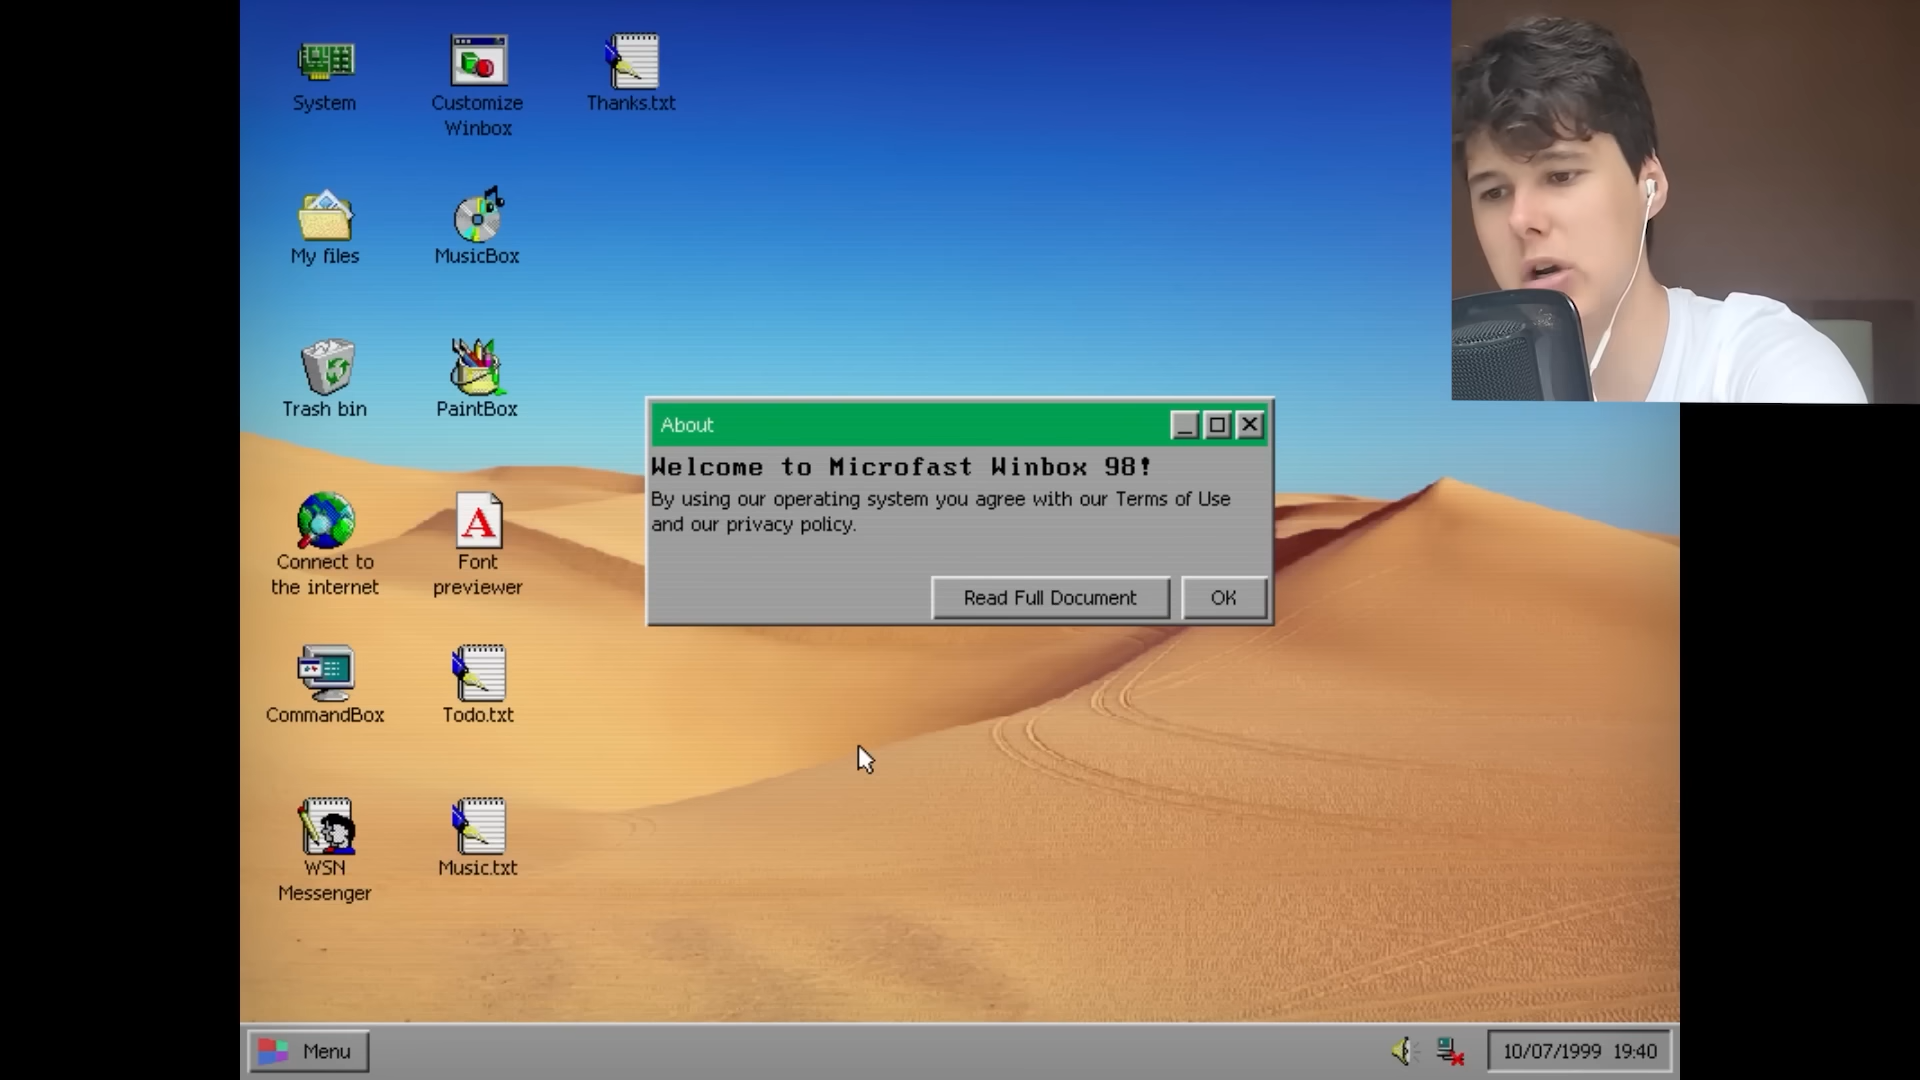 System
Customize
Winbox
Thanks.txt
My files
MusicBox
Trash bin
PaintBox
About
Welcome to Microfast Winbox 98!
By using our operating system you agree with our Terms of Use
and our privacy policy.
Read Full Document
OK
Connect to
the internet
Font
previewer
CommandBox
Todo.txt
WSN
Messenger
Music.txt
Menu
10/07/1999 19:40